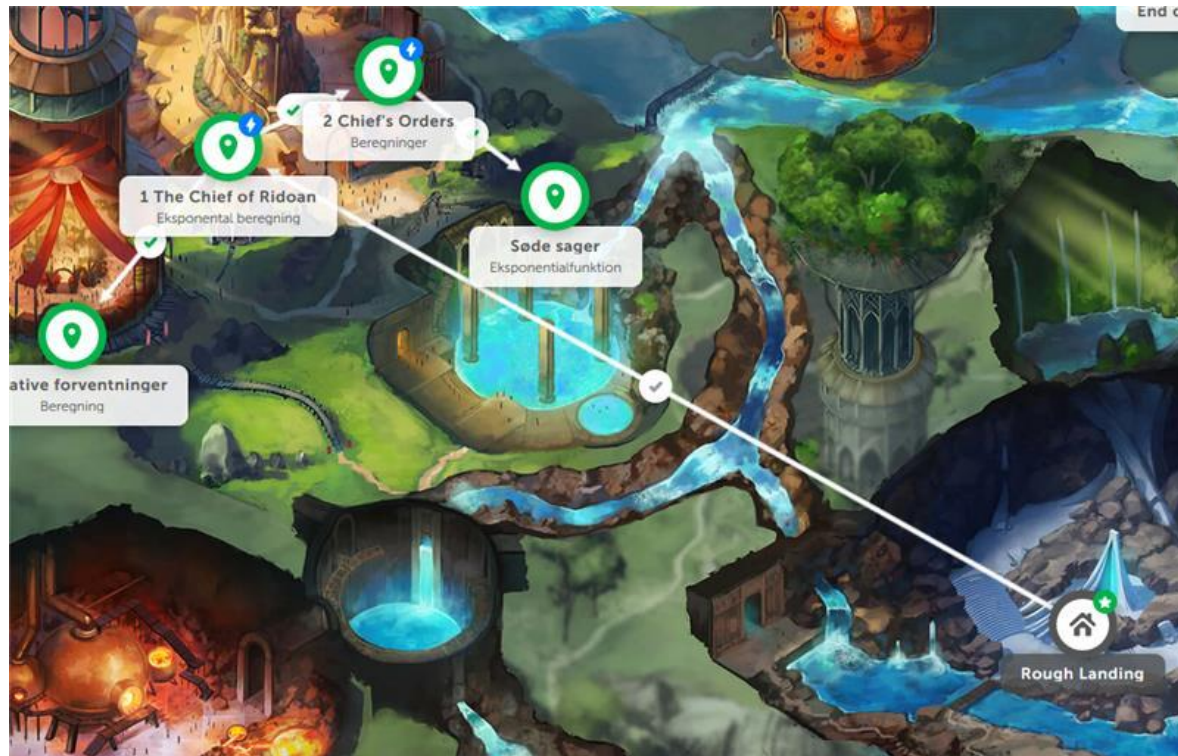 End
2 Chief's Orders
Beregninger
1 The Chief of Ridoan
Eksponental beregning
Søde sager
Eksponentialfunktion
ative forventninger
Beregning
Rough Landing